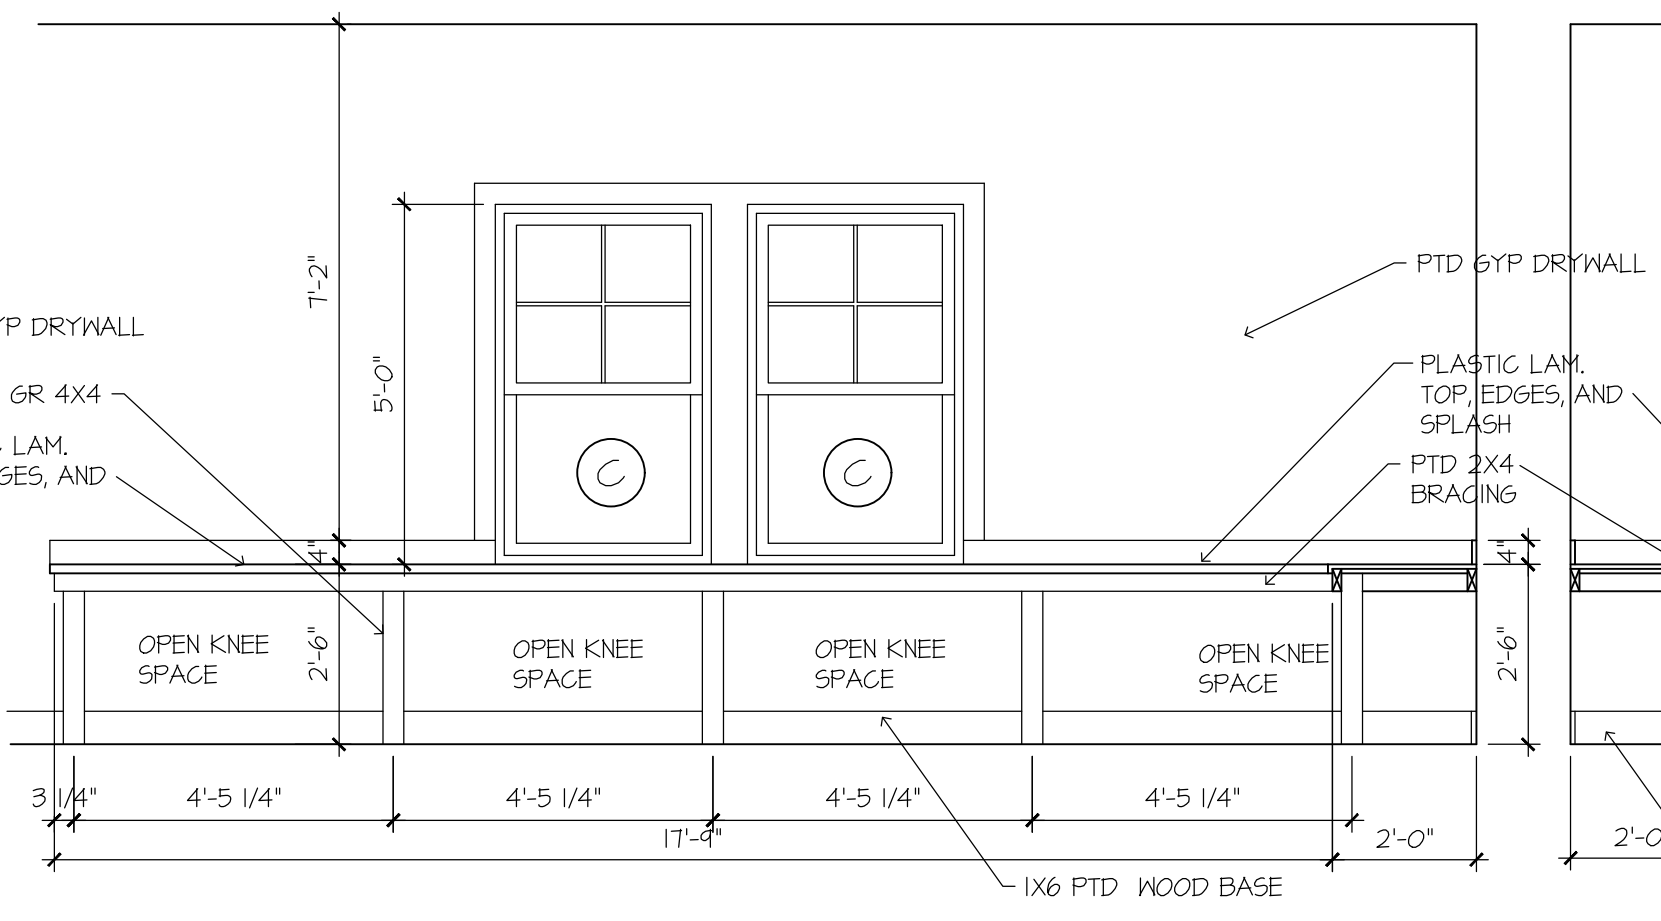 PTD GYP DRYWALL
7'-2"
YP DRYWALL
5'-0"
PLASTIC LAM.
TOP, EDGES, AND
SPLASH
GR 4X4
LAM.
GES, AND
C
C
PTD 2X4
BRACING
4"
4"
OPEN KNEE
SPACE
2'-6"
OPEN KNEE
SPACE
OPEN KNEE
SPACE
OPEN KNEE
SPACE
2'-6"
3 1/4"
4'-5 1/4"
4'-5 1/4"
4'-5 1/4"
4'-5 1/4"
17'-9"
2'-0"
2'-0
1X6 PTD WOOD BASE